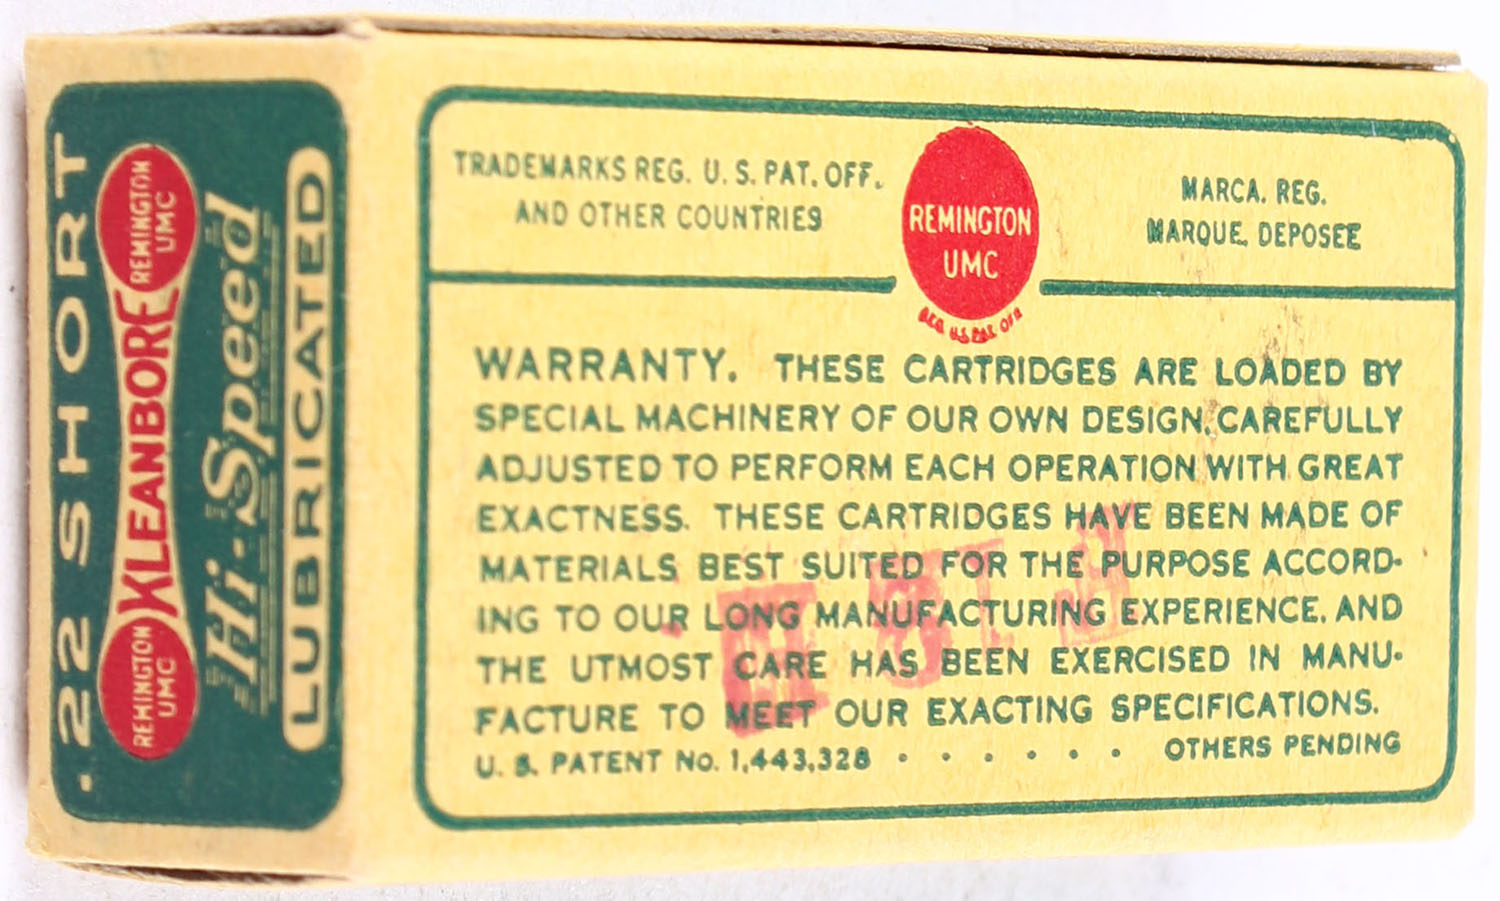 .22 SHORT
REMINGTON
UMC
KLEANBORE
REMINGTON
UMC
Hi-Speed
LUBRICATED
TRADEMARKS REG. U. S. PAT. OFF.
AND OTHER COUNTRIES
REMINGTON
UMC
REG. U.S. PAT. OFF.
MARCA. REG.
MARQUE. DEPOSEE
WARRANTY. THESE CARTRIDGES ARE LOADED BY
SPECIAL MACHINERY OF OUR OWN DESIGN, CAREFULLY
ADJUSTED TO PERFORM EACH OPERATION WITH GREAT
EXACTNESS. THESE CARTRIDGES HAVE BEEN MADE OF
MATERIALS BEST SUITED FOR THE PURPOSE ACCORD-
ING TO OUR LONG MANUFACTURING EXPERIENCE, AND
THE UTMOST CARE HAS BEEN EXERCISED IN MANU-
FACTURE TO MEET OUR EXACTING SPECIFICATIONS.
U. S. PATENT No. 1,443,328 . . . . . . OTHERS PENDING